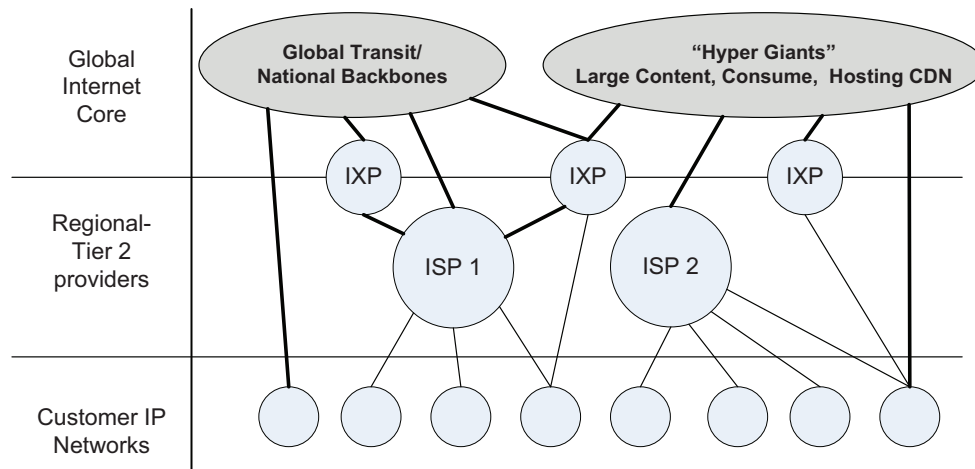 Global
Internet
Core
Global Transit/
National Backbones
“Hyper Giants”
Large Content, Consume, Hosting CDN
IXP
IXP
IXP
Regional-
Tier 2
providers
ISP 1
ISP 2
Customer IP
Networks